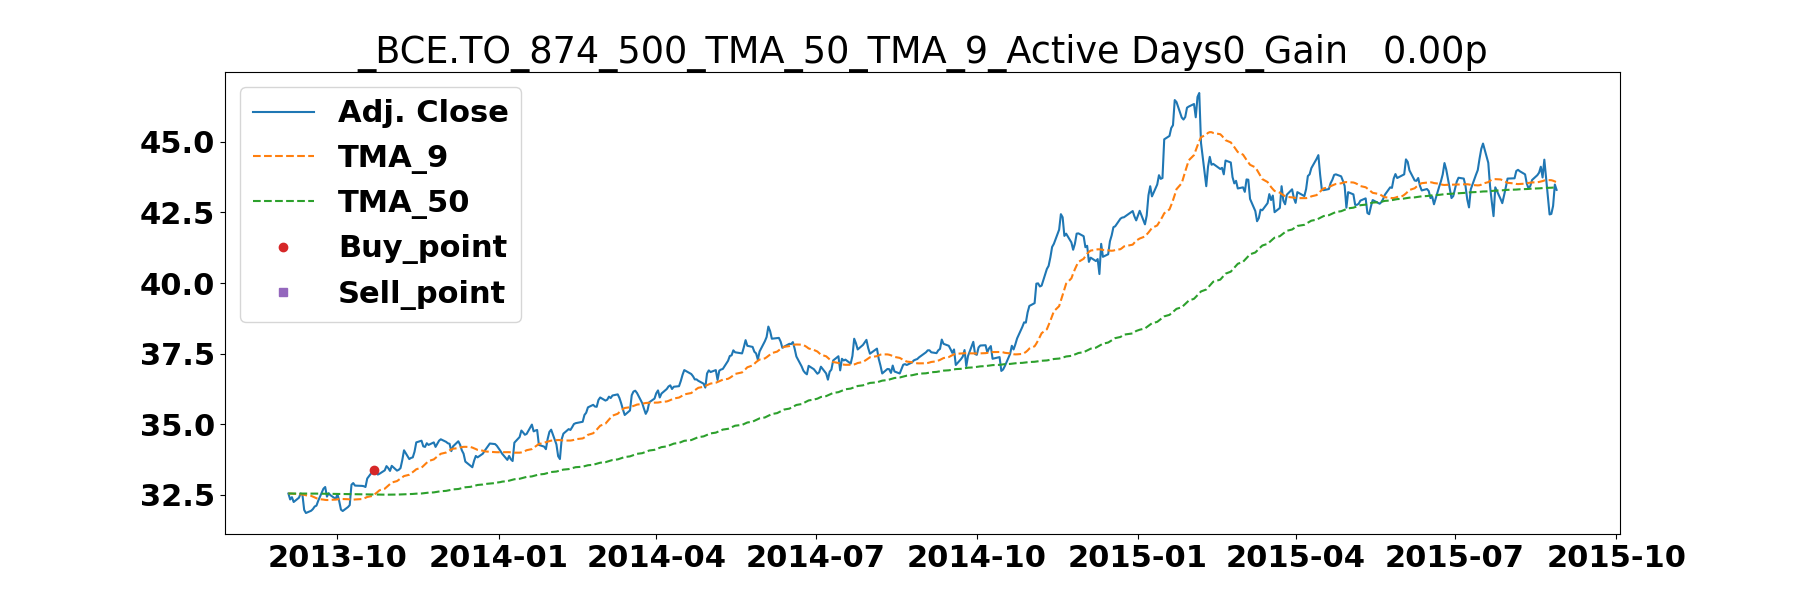 _BCE.TO_874_500_TMA_50_TMA_9_Active Days0_Gain   0.00p
Adj. Close
TMA_9
TMA_50
Buy_point
Sell_point
45.0
42.5
40.0
37.5
35.0
32.5
2013-10 2014-01 2014-04 2014-07 2014-10 2015-01 2015-04 2015-07 2015-10